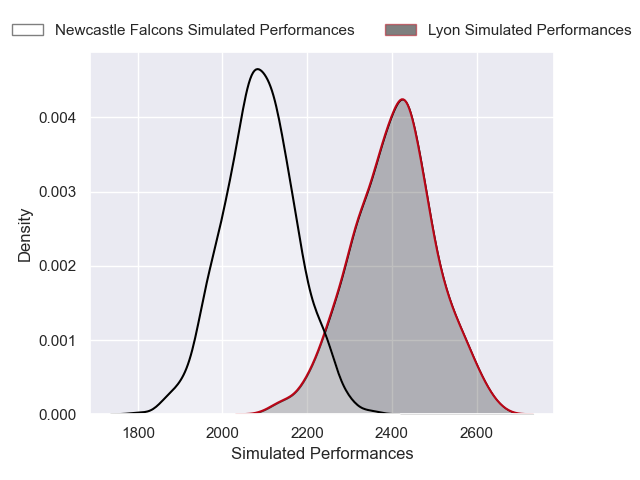 Newcastle Falcons Simulated Performances
Lyon Simulated Performances
0.004
0.003
0.002
0.001
0.000
Density
1800
2000
2200
2400
2600
Simulated Performances